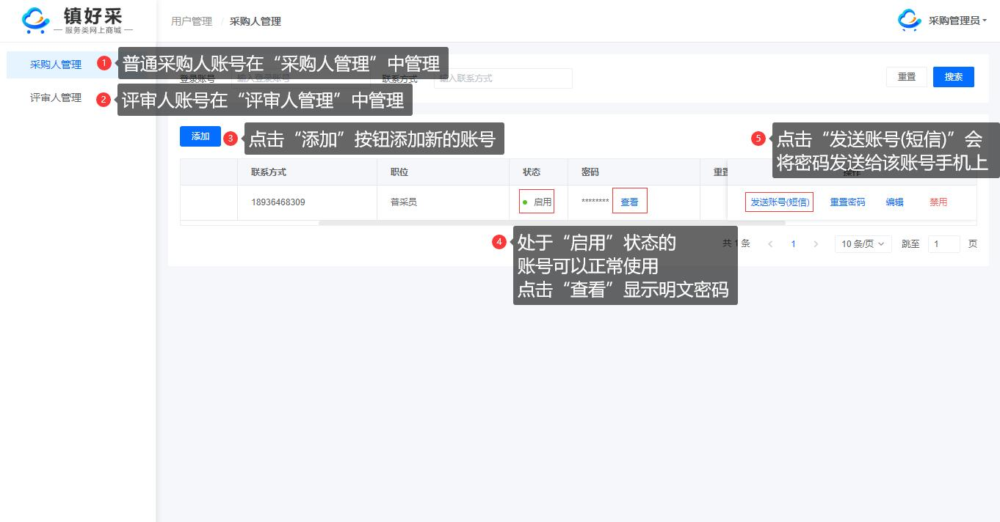 镇好采
服务类网上商城
用户管理 / 采购人管理
采购管理员
采购人管理
1 普通采购人账号在“采购人管理”中管理
登录账号 输入登录账号 联系方式 输入联系方式 重置 搜索
评审人管理
2 评审人账号在“评审人管理”中管理
添加
3 点击“添加”按钮添加新的账号
5 点击“发送账号(短信)”会
将密码发送给该账号手机上
联系方式 职位 状态 密码 重置 操作
18936468309 普采员 启用 ******** 查看 发送账号(短信) 重置密码 编辑 禁用
4 处于“启用”状态的
账号可以正常使用
点击“查看”显示明文密码
共 1 条 1 10 条/页 跳至 1 页